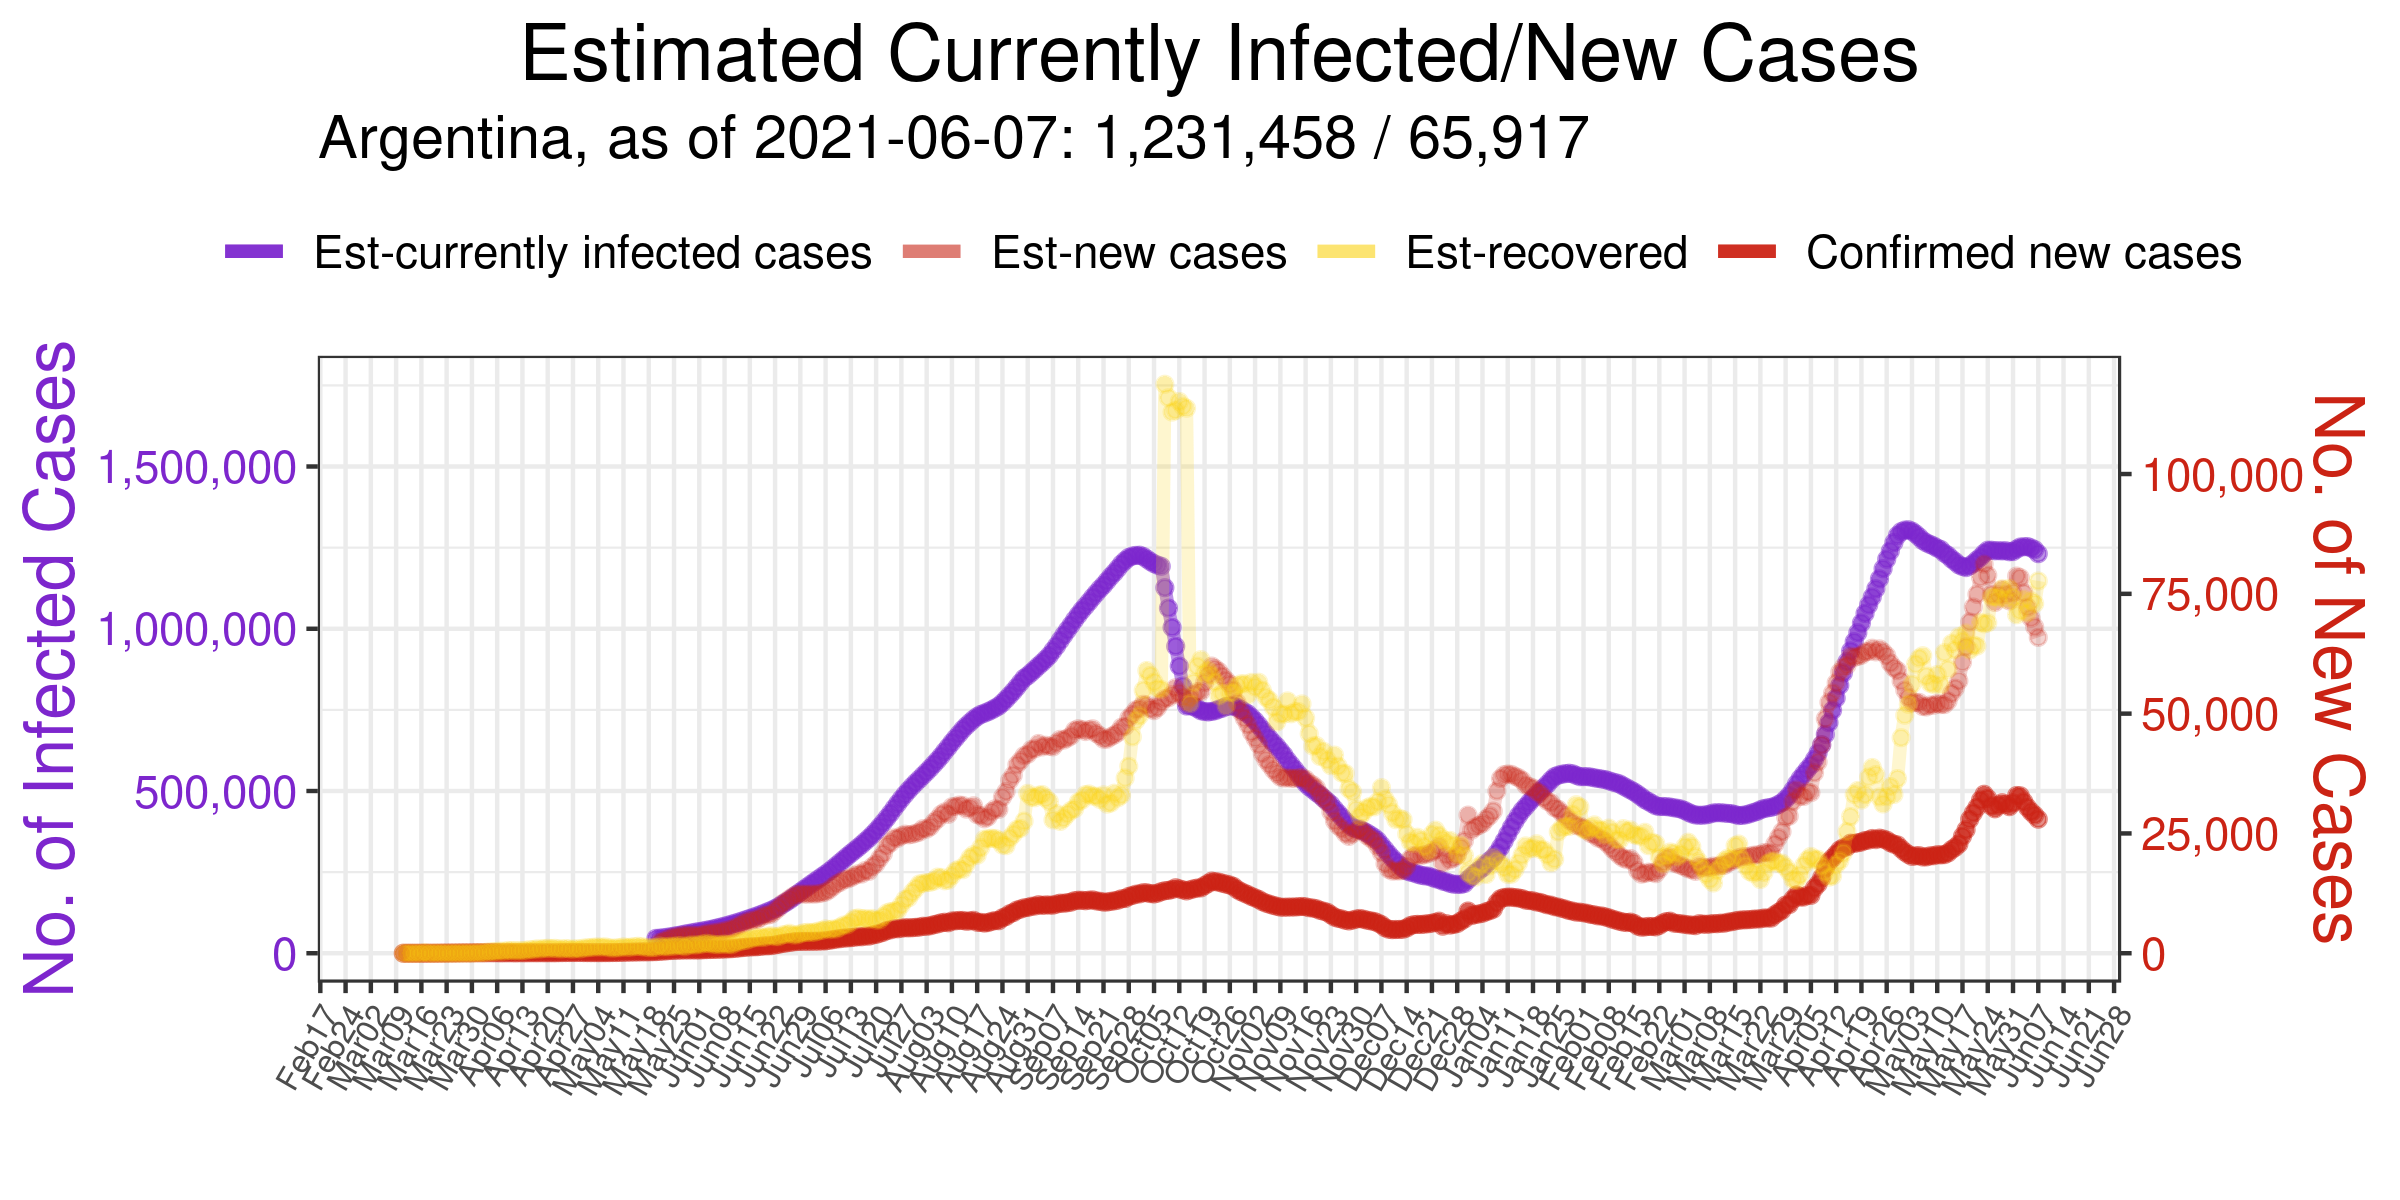 Estimated Currently Infected/New Cases
Argentina, as of 2021-06-07: 1,231,458 / 65,917
Est-currently infected cases Est-new cases Est-recovered Confirmed new cases
No. of Infected Cases
1,500,000
1,000,000
500,000
0
100,000
75,000
50,000
25,000
0
No. of New Cases
Feb17 Feb24 Mar02 Mar09 Mar16 Mar23 Mar30 Apr06 Apr13 Apr20 Apr27 May04 May11 May18 May25 Jun01 Jun08 Jun15 Jun22 Jun29 Jul06 Jul13 Jul20 Jul27 Aug03 Aug10 Aug17 Aug24 Aug31 Sep07 Sep14 Sep21 Sep28 Oct05 Oct12 Oct19 Oct26 Nov02 Nov09 Nov16 Nov23 Nov30 Dec07 Dec14 Dec21 Dec28 Jan04 Jan11 Jan18 Jan25 Feb01 Feb08 Feb15 Feb22 Mar01 Mar08 Mar15 Mar22 Mar29 Apr05 Apr12 Apr19 Apr26 May03 May10 May17 May24 May31 Jun07 Jun14 Jun21 Jun28